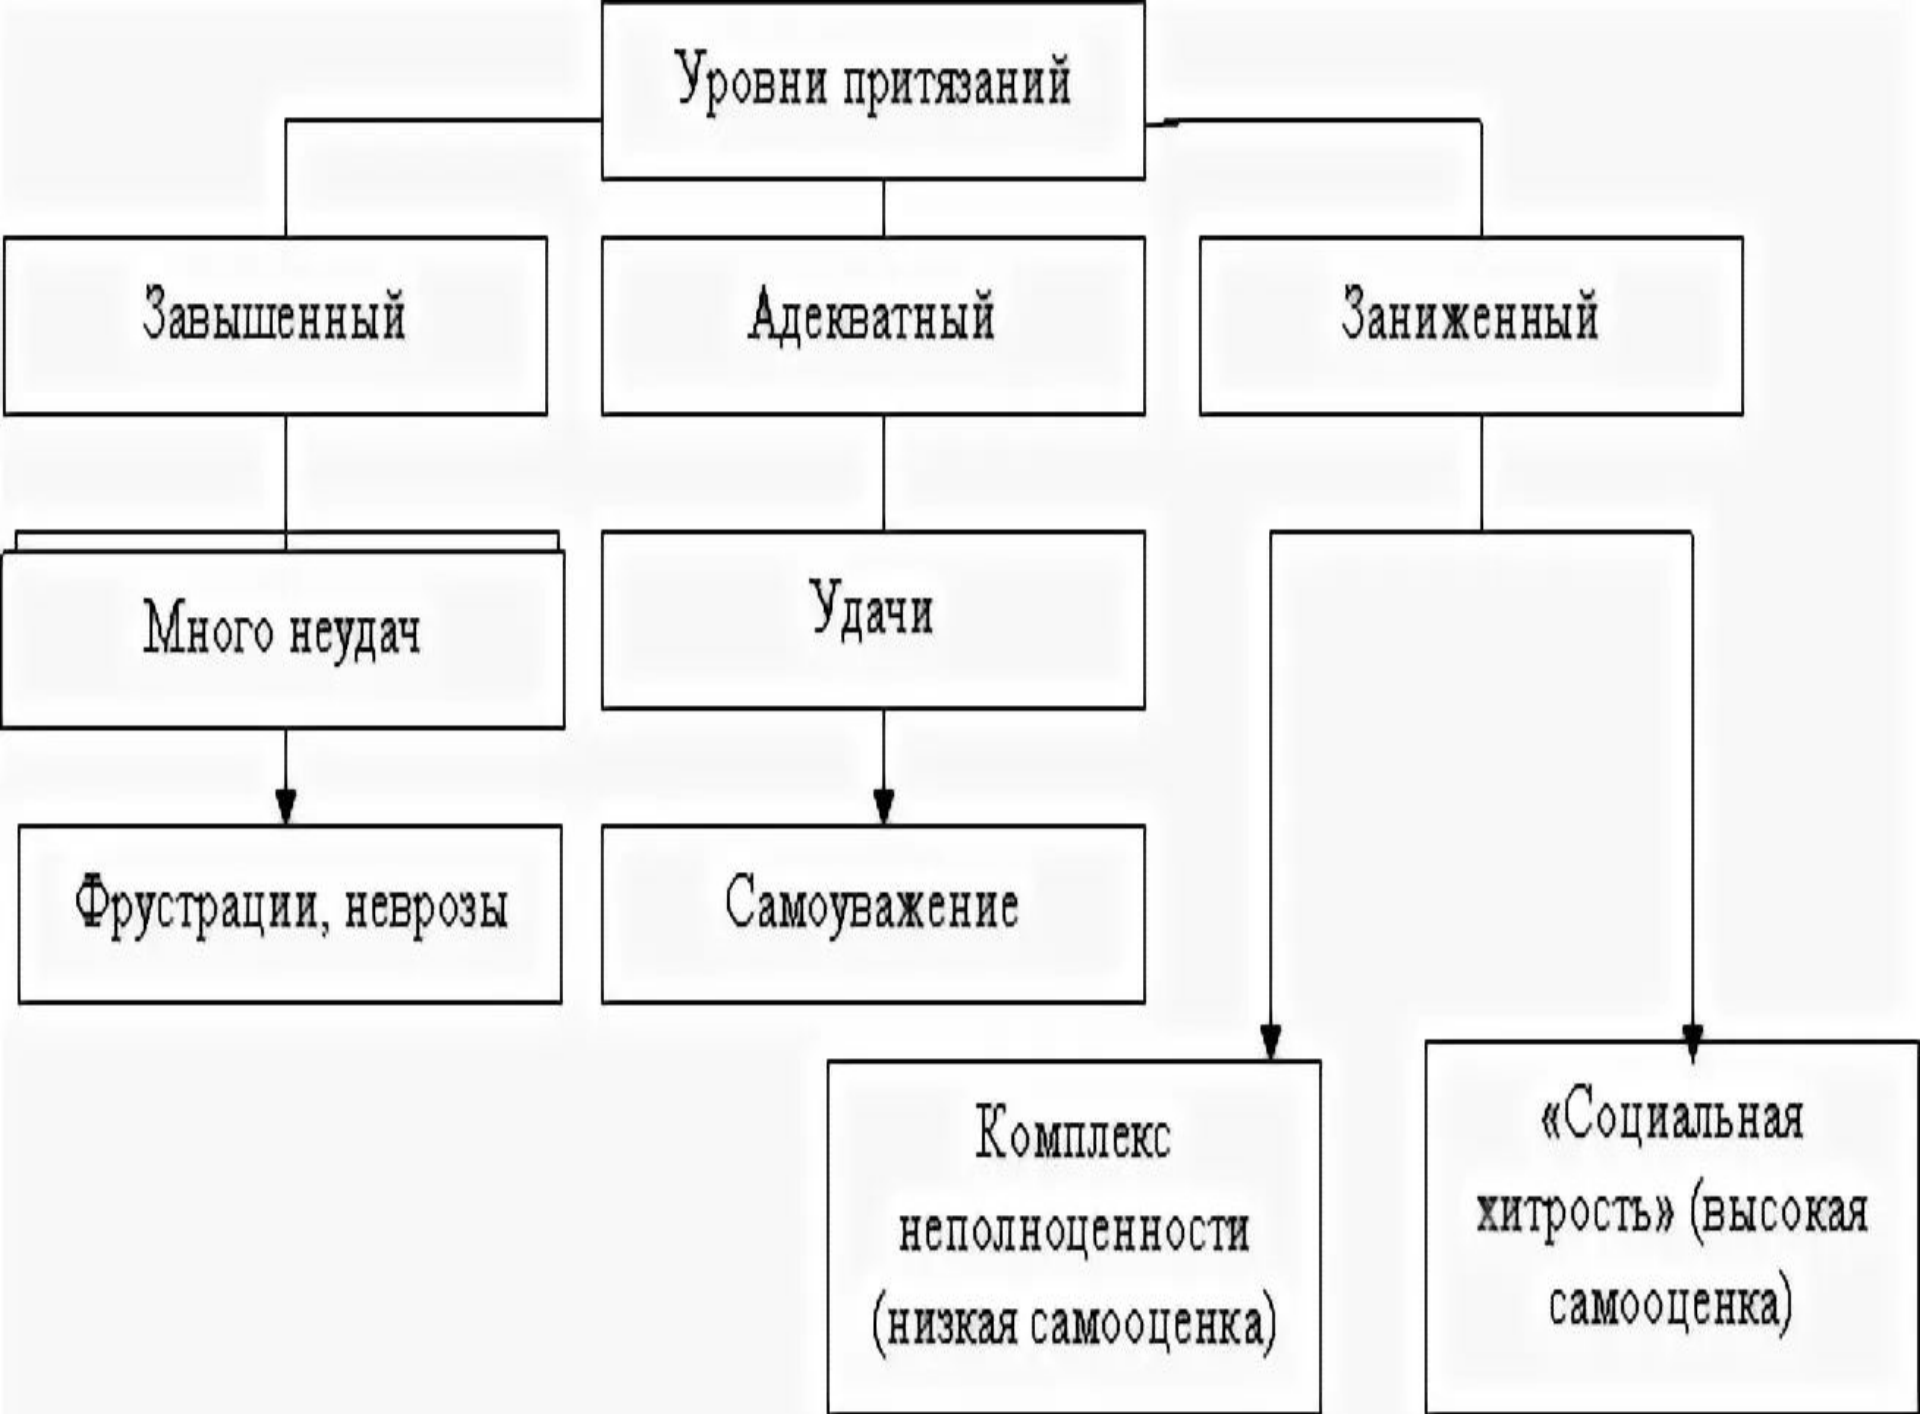 Уровни притязаний
Завышенный
Адекватный
Заниженный
Много неудач
Удачи
Фрустрации, неврозы
Самоуважение
Комплекс
неполноценности
(низкая самооценка)
«Социальная
хитрость» (высокая
самооценка)